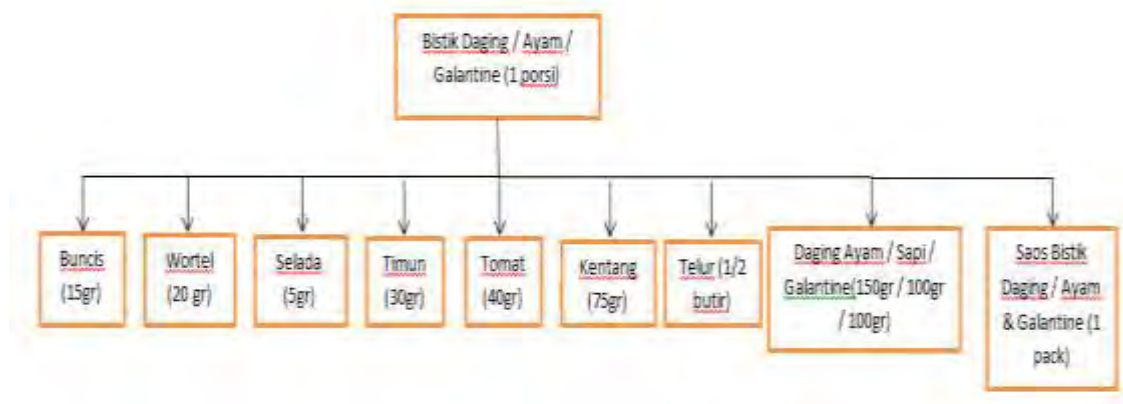 Bistik Daging / Ayam /
Galantine (1 porsi)
Buncis
(15gr)
Wortel
(20 gr)
Selada
(5gr)
Timun
(30gr)
Tomat
(40gr)
Kentang
(75gr)
Telur (1/2
butir)
Daging Ayam / Sapi /
Galantine(150gr / 100gr
/ 100gr)
Saos Bistik
Daging / Ayam
& Galantine (1
pack)